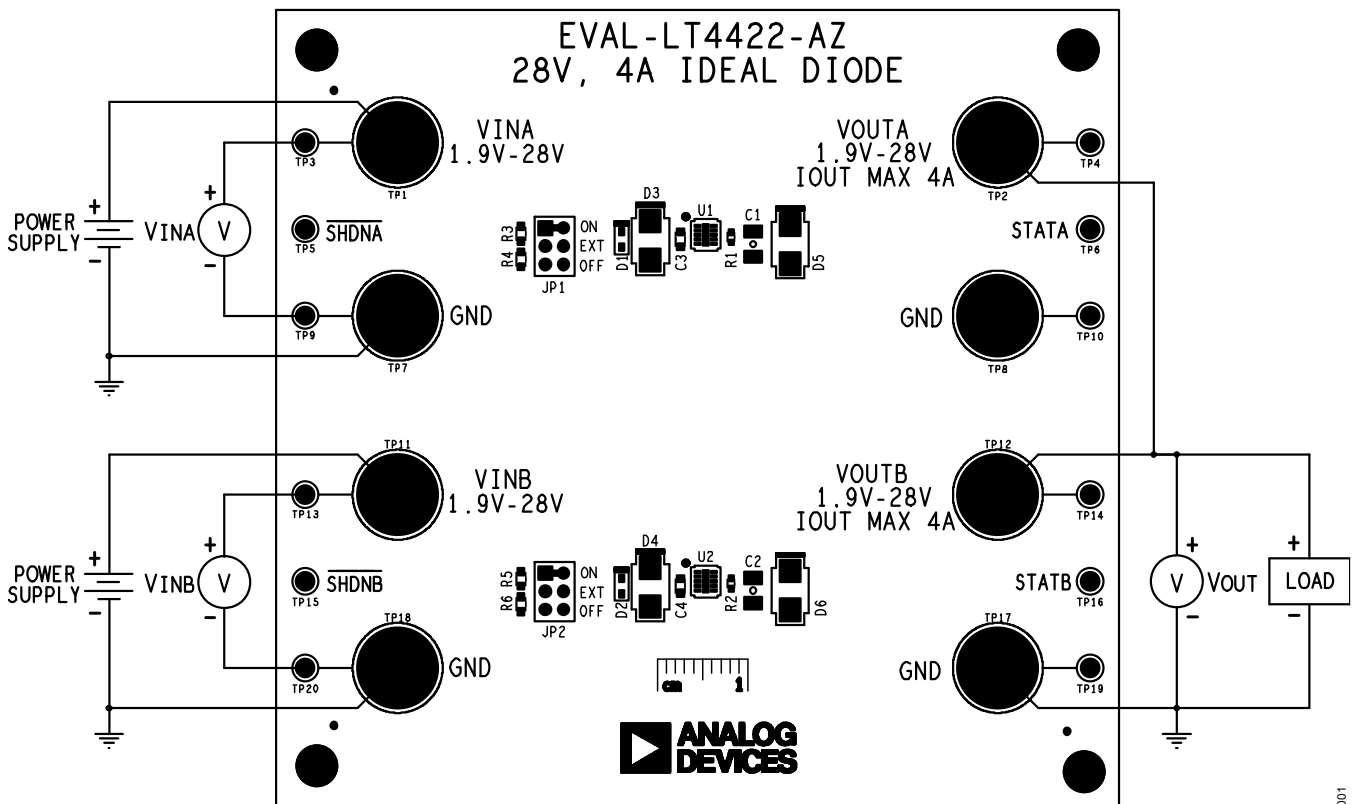 EVAL-LT4422-AZ
28V, 4A IDEAL DIODE
VINA
1.9V-28V
VOUTA
1.9V-28V
IOUT MAX 4A
TP3
TP1
TP2
TP4
+
+
POWER
SUPPLY
VINA
V
-
-
SHDNA
TP5
R3
R4
ON
EXT
OFF
JP1
D1
D3
C3
U1
R1
C1
D5
STATA
TP6
TP9
GND
TP7
GND
TP8
TP10
TP11
VINB
1.9V-28V
TP12
VOUTB
1.9V-28V
IOUT MAX 4A
TP13
TP14
+
+
POWER
SUPPLY
VINB
V
-
-
SHDNB
TP15
R5
R6
ON
EXT
OFF
JP2
D2
D4
C4
U2
R2
C2
D6
STATB
TP16
+
V
-
VOUT
+
LOAD
-
TP18
GND
TP20
TP17
GND
TP19
cm 1
ANALOG
DEVICES
001